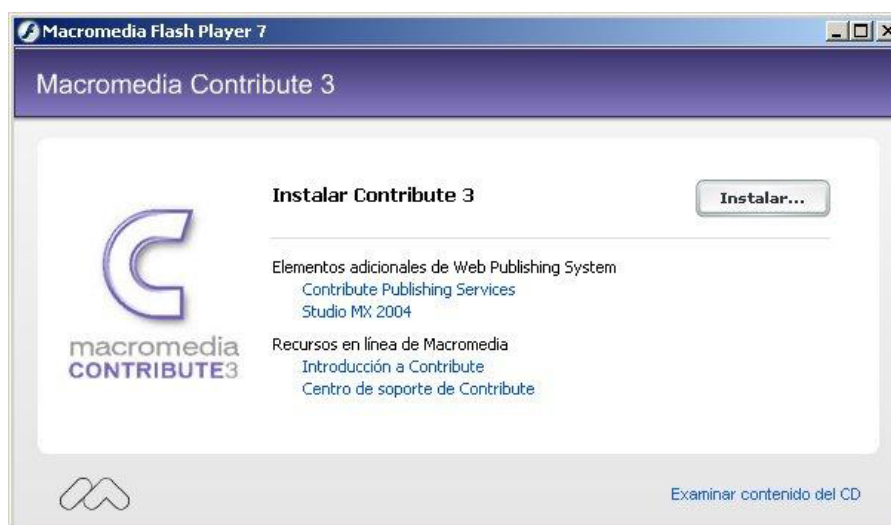 Macromedia Flash Player 7
Macromedia Contribute 3
Instalar Contribute 3
Instalar...
Elementos adicionales de Web Publishing System
Contribute Publishing Services
Studio MX 2004
Recursos en línea de Macromedia
Introducción a Contribute
Centro de soporte de Contribute
macromedia
CONTRIBUTE3
Examinar contenido del CD